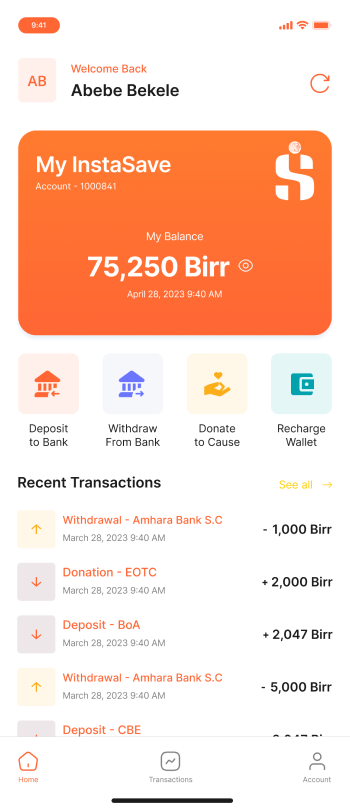 9:41
AB
Welcome Back
Abebe Bekele
My InstaSave
Account - 1000841
S
My Balance
75,250 Birr
April 28, 2023 9:40 AM
Deposit
to Bank
Withdraw
From Bank
Donate
to Cause
Recharge
Wallet
Recent Transactions
See all →
Withdrawal - Amhara Bank S.C
March 28, 2023 9:40 AM
- 1,000 Birr
Donation - EOTC
March 28, 2023 9:40 AM
+ 2,000 Birr
Deposit - BoA
March 28, 2023 9:40 AM
+ 2,047 Birr
Withdrawal - Amhara Bank S.C
March 28, 2023 9:40 AM
- 5,000 Birr
Deposit - CBE
Home
Transactions
Account